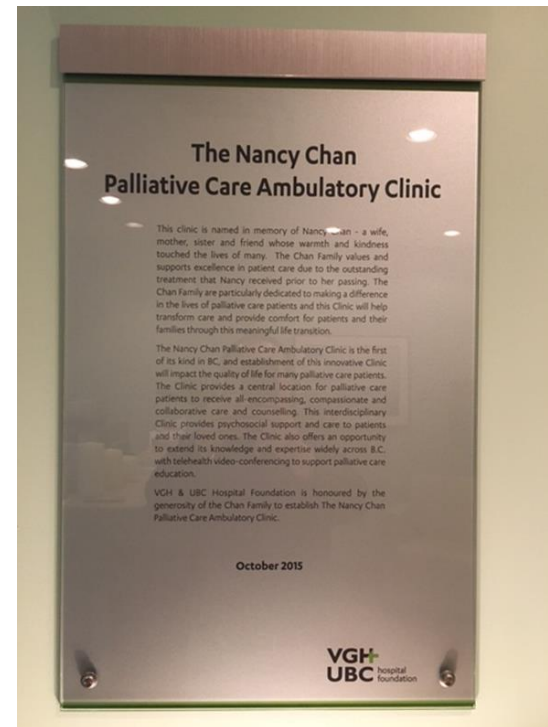 The Nancy Chan
Palliative Care Ambulatory Clinic
This clinic is named in memory of Nancy Chan - a wife,
mother, sister and friend whose warmth and kindness
touched the lives of many. The Chan Family values and
supports excellence in patient care due to the outstanding
treatment that Nancy received prior to her passing. The
Chan Family are particularly dedicated to making a difference
in the lives of palliative care patients and this Clinic will help
transform care and provide comfort for patients and their
families through this meaningful life transition.
The Nancy Chan Palliative Care Ambulatory Clinic is the first
of its kind in BC, and establishment of this innovative Clinic
will impact the quality of life for many palliative care patients.
The Clinic provides a central location for palliative care
patients to receive all-encompassing, compassionate and
collaborative care and counselling. This interdisciplinary
Clinic provides psychosocial support and care to patients
and their loved ones. The Clinic also offers an opportunity
to extend its knowledge and expertise widely across B.C.
with telehealth video-conferencing to support palliative care
education.
VGH & UBC Hospital Foundation is honoured by the
generosity of the Chan Family to establish The Nancy Chan
Palliative Care Ambulatory Clinic.
October 2015
VGH+
UBC hospital
foundation